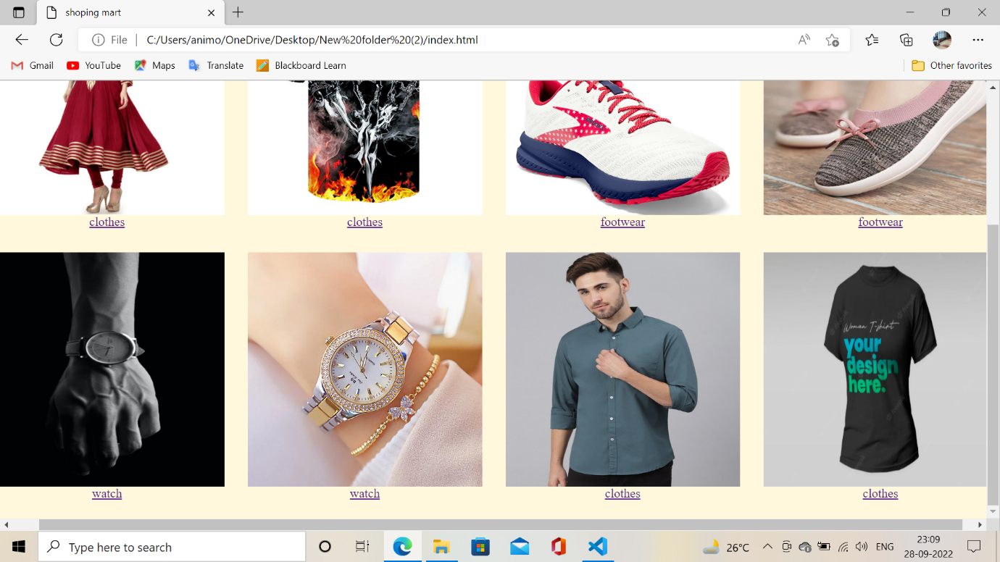 shoping mart
File
C:/Users/animo/OneDrive/Desktop/New%20folder%20(2)/index.html
Gmail
YouTube
Maps
Translate
Blackboard Learn
Other favorites
clothes
clothes
footwear
footwear
Woman T-shirt
your
design
here.
watch
watch
clothes
clothes
Type here to search
26°C
ENG
23:09
28-09-2022